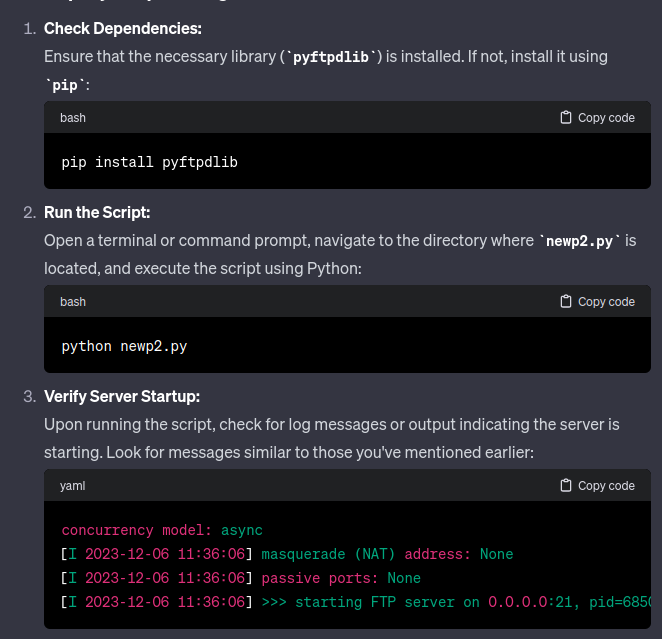 1. Check Dependencies:
Ensure that the necessary library (`pyftpdlib`) is installed. If not, install it using
`pip`:
bash Copy code
pip install pyftpdlib
2. Run the Script:
Open a terminal or command prompt, navigate to the directory where `newp2.py` is
located, and execute the script using Python:
bash Copy code
python newp2.py
3. Verify Server Startup:
Upon running the script, check for log messages or output indicating the server is
starting. Look for messages similar to those you've mentioned earlier:
yaml Copy code
concurrency model: async
[I 2023-12-06 11:36:06] masquerade (NAT) address: None
[I 2023-12-06 11:36:06] passive ports: None
[I 2023-12-06 11:36:06] >>> starting FTP server on 0.0.0.0:21, pid=685